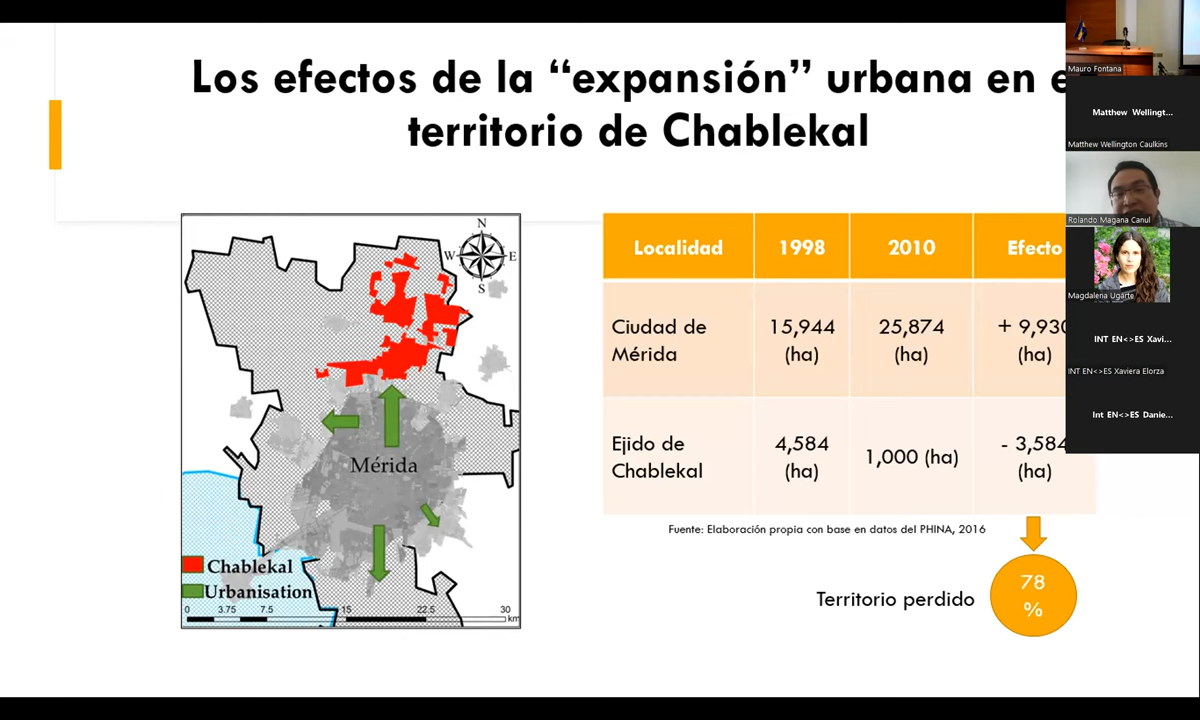 Los efectos de la “expansión” urbana en e
territorio de Chablekal
N
W
E
S
Mérida
Chablekal
Urbanisation
0 3.75 7.5 15 22.5 30
km
Localidad 1998 2010 Efecto
Ciudad de
Mérida
15,944
(ha)
25,874
(ha)
+ 9,930
(ha)
Ejido de
Chablekal
4,584
(ha)
1,000 (ha)
- 3,584
(ha)
Fuente: Elaboración propia con base en datos del PHINA, 2016
Territorio perdido
78
%
Mauro Fontana
Matthew Wellingt...
Matthew Wellington Caulkins
Rolando Magana Canul
Magdalena Ugarte
INT EN<>ES Xavi...
INT EN<>ES Xaviera Elorza
Int EN<>ES Danie...